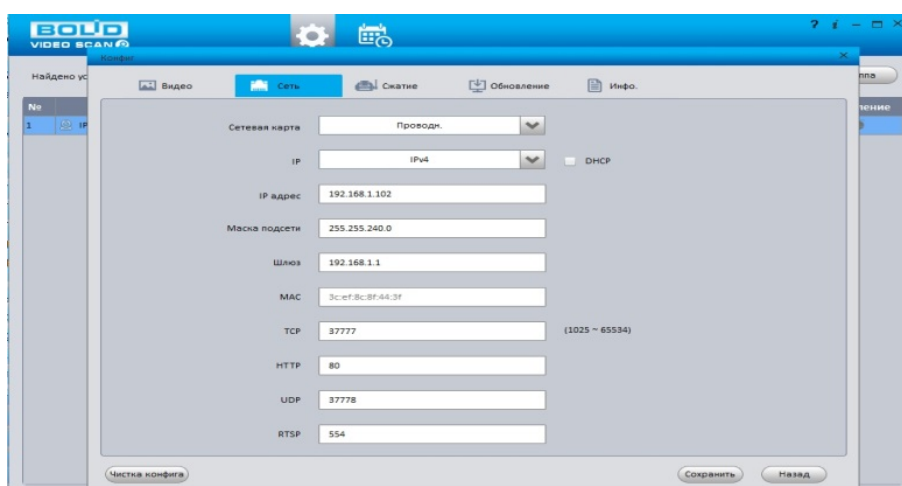 BOLID
VIDEO SCAN
? i
Конфиг
Найдено ус
ппа
Видео Сеть Сжатие Обновление Инфо.
№
ление
1 IP
Сетевая карта Проводн.
IP IPv4 DHCP
IP адрес 192.168.1.102
Маска подсети 255.255.240.0
Шлюз 192.168.1.1
MAC 3c:ef:8c:8f:44:3f
TCP 37777 (1025 ~ 65534)
HTTP 80
UDP 37778
RTSP 554
Чистка конфига Сохранить Назад